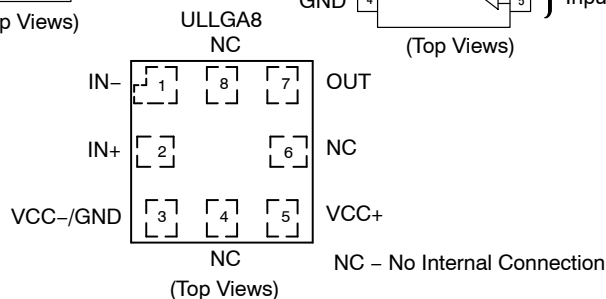 GND 4 5 Inpu
p Views)
(Top Views)
ULLGA8
NC
IN− 1 8 7 OUT
IN+ 2 6 NC
VCC−/GND 3 4 5 VCC+
NC
NC − No Internal Connection
(Top Views)